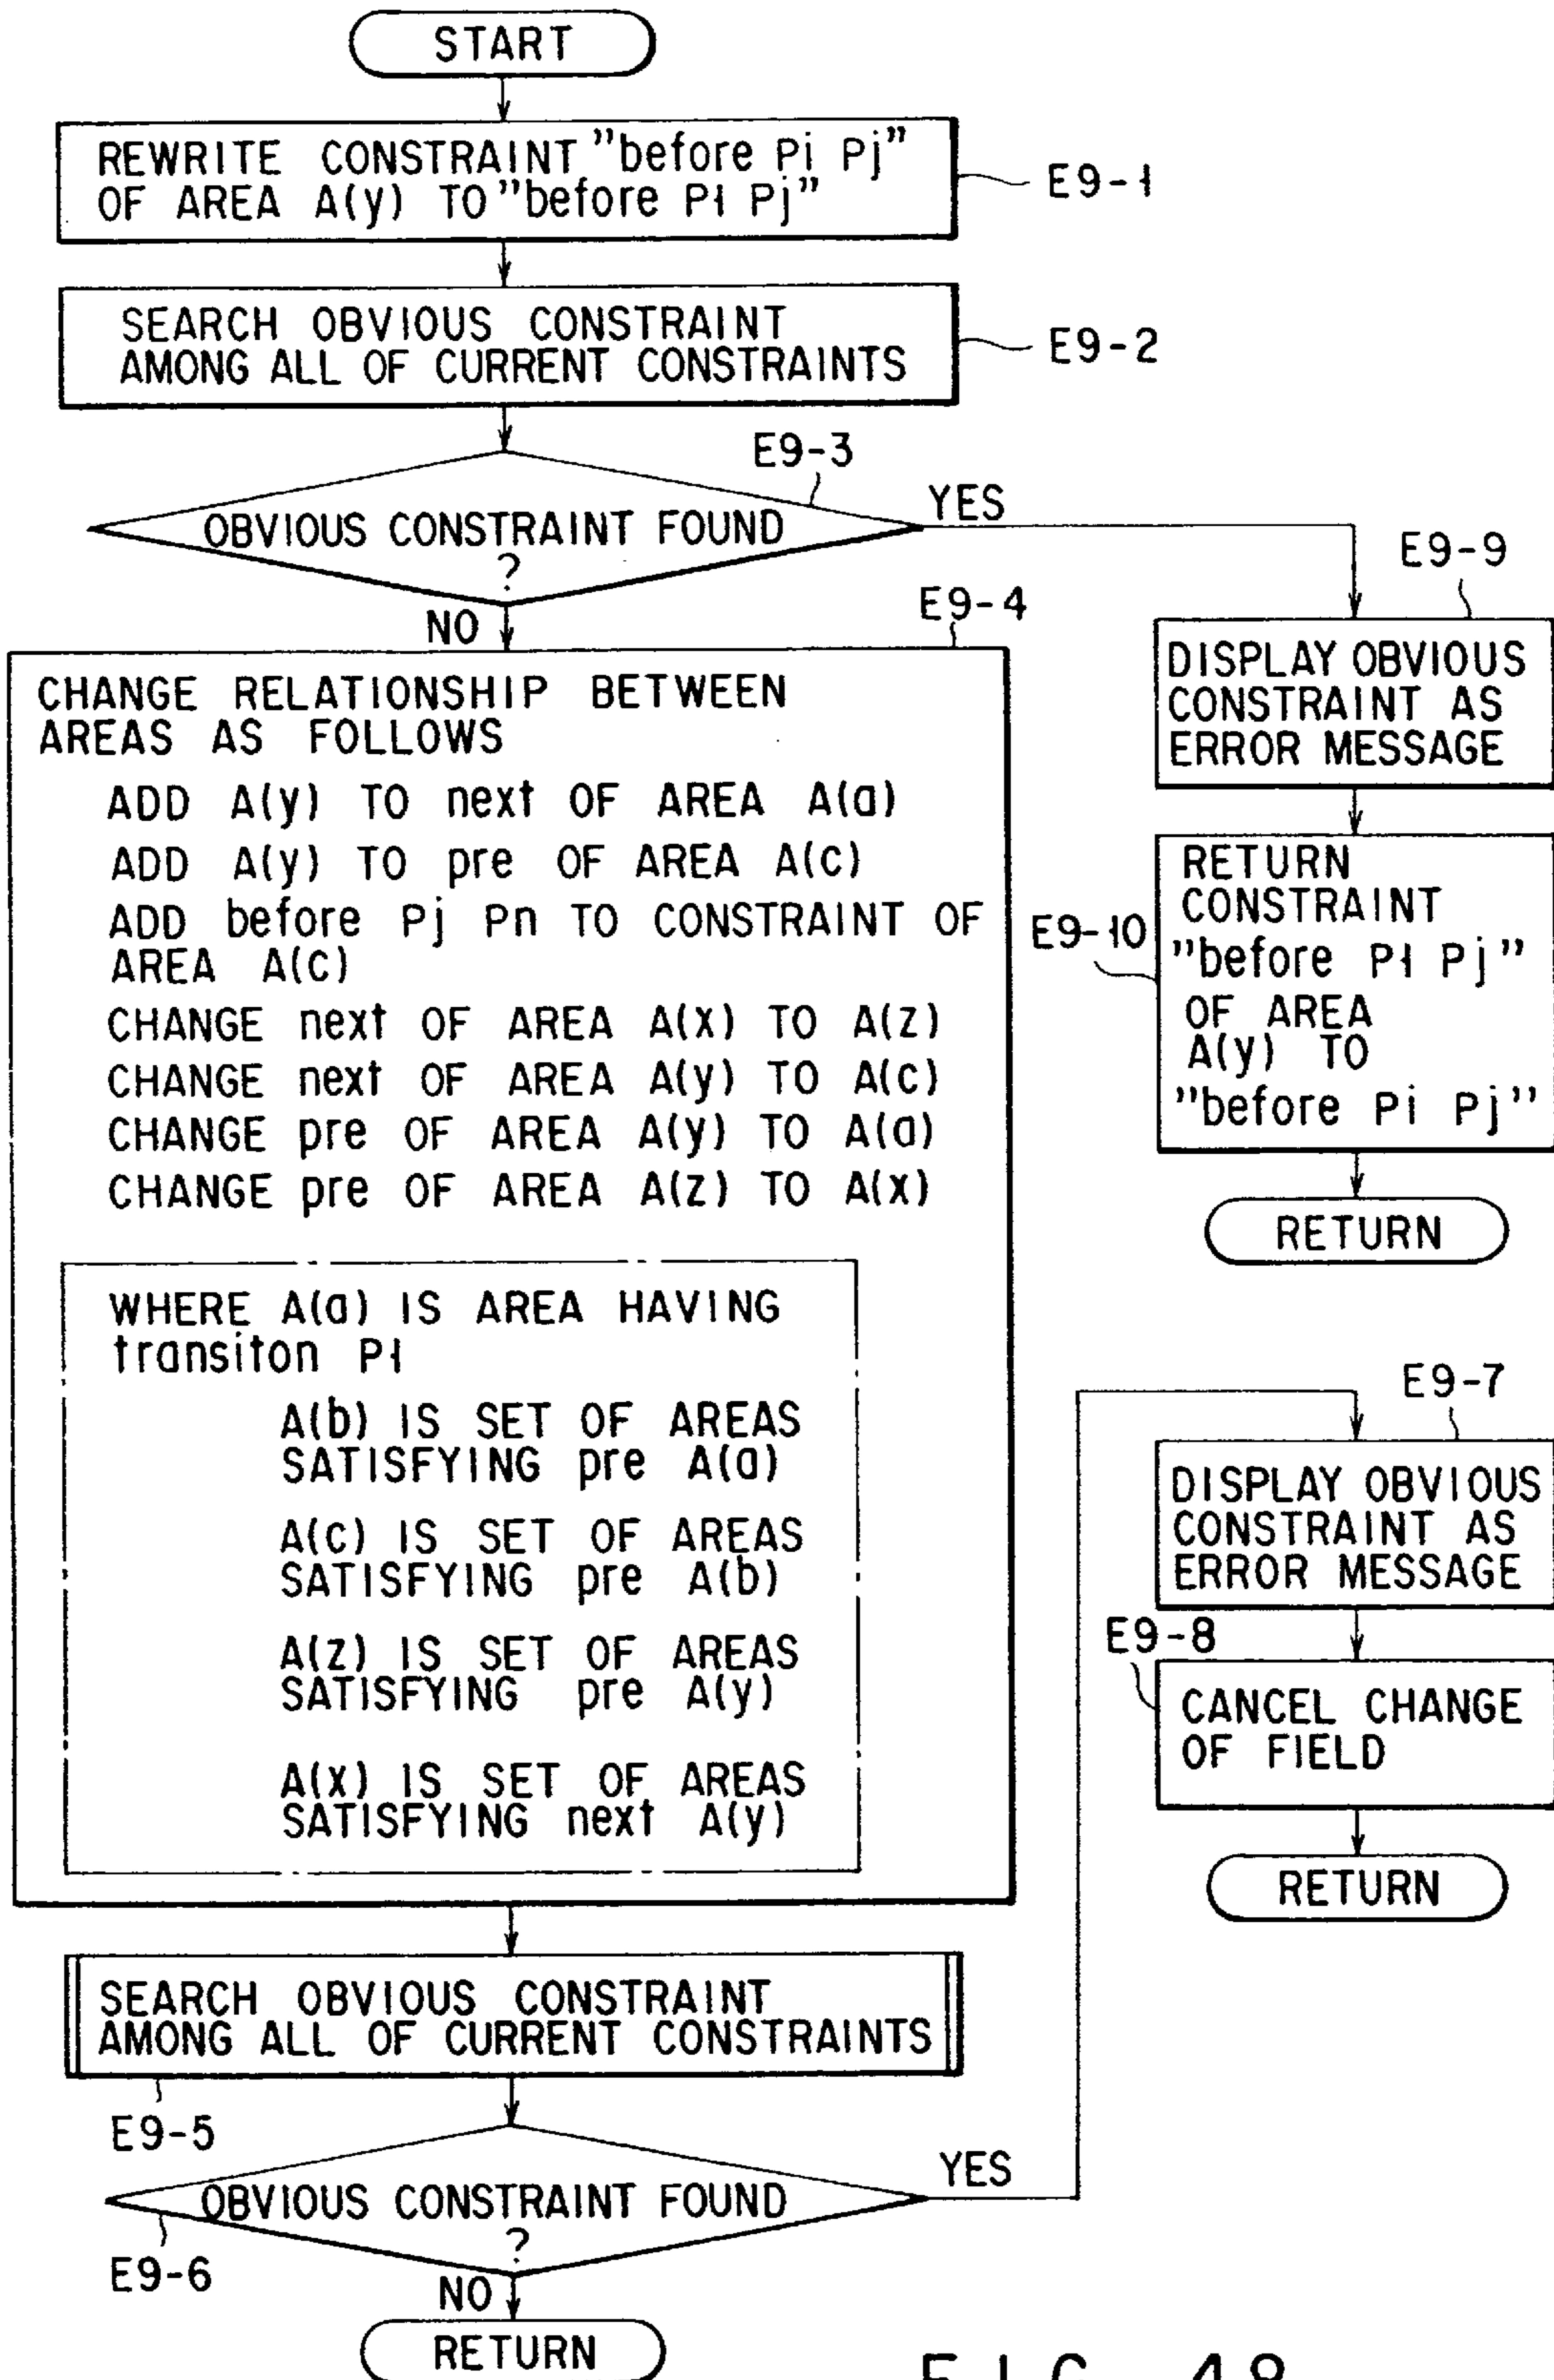 START
REWRITE CONSTRAINT "before Pi Pj"
OF AREA A(y) TO "before P1 Pj"
E9-1
SEARCH OBVIOUS CONSTRAINT
AMONG ALL OF CURRENT CONSTRAINTS
E9-2
E9-3
OBVIOUS CONSTRAINT FOUND
?
YES
NO
E9-4
CHANGE RELATIONSHIP BETWEEN
AREAS AS FOLLOWS
ADD A(y) TO next OF AREA A(a)
ADD A(y) TO pre OF AREA A(c)
ADD before Pj Pn TO CONSTRAINT OF
AREA A(c)
CHANGE next OF AREA A(x) TO A(z)
CHANGE next OF AREA A(y) TO A(c)
CHANGE pre OF AREA A(y) TO A(a)
CHANGE pre OF AREA A(z) TO A(x)
WHERE A(a) IS AREA HAVING
transiton P1
A(b) IS SET OF AREAS
SATISFYING pre A(a)
A(c) IS SET OF AREAS
SATISFYING pre A(b)
A(z) IS SET OF AREAS
SATISFYING pre A(y)
A(x) IS SET OF AREAS
SATISFYING next A(y)
SEARCH OBVIOUS CONSTRAINT
AMONG ALL OF CURRENT CONSTRAINTS
E9-5
OBVIOUS CONSTRAINT FOUND
?
YES
E9-6
NO
RETURN
E9-9
DISPLAY OBVIOUS
CONSTRAINT AS
ERROR MESSAGE
E9-10
RETURN
CONSTRAINT
"before P1 Pj"
OF AREA
A(y) TO
"before Pi Pj"
RETURN
E9-7
DISPLAY OBVIOUS
CONSTRAINT AS
ERROR MESSAGE
E9-8
CANCEL CHANGE
OF FIELD
RETURN
FIG. 48